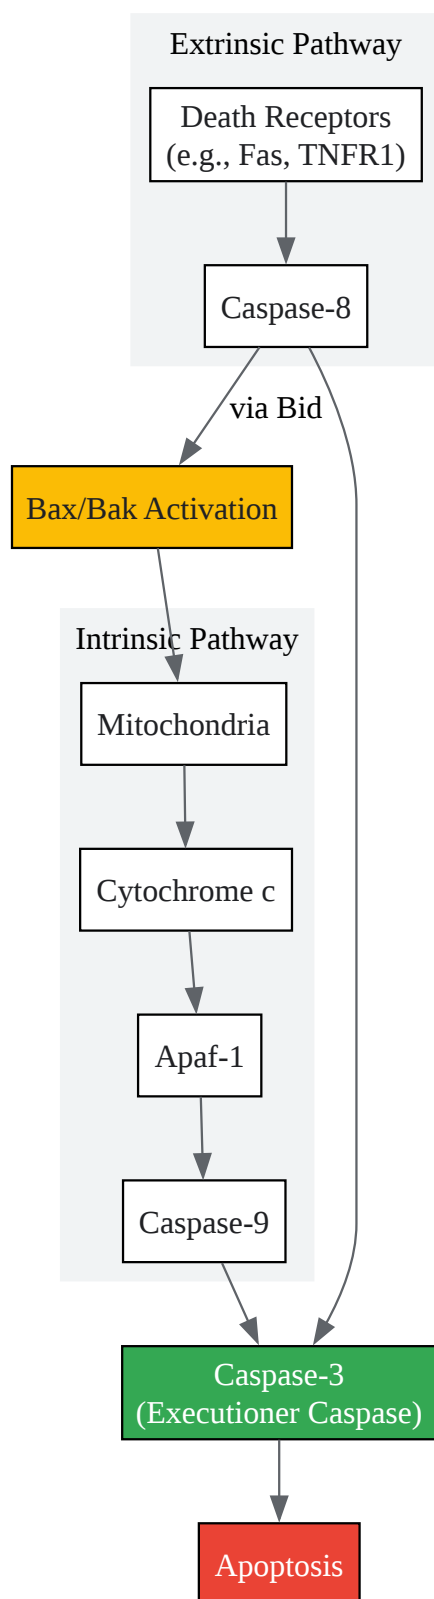 Extrinsic Pathway
Death Receptors
(e.g., Fas, TNFR1)
Caspase-8
via Bid
Bax/Bak Activation
Intrinsic Pathway
Mitochondria
Cytochrome c
Apaf-1
Caspase-9
Caspase-3
(Executioner Caspase)
Apoptosis